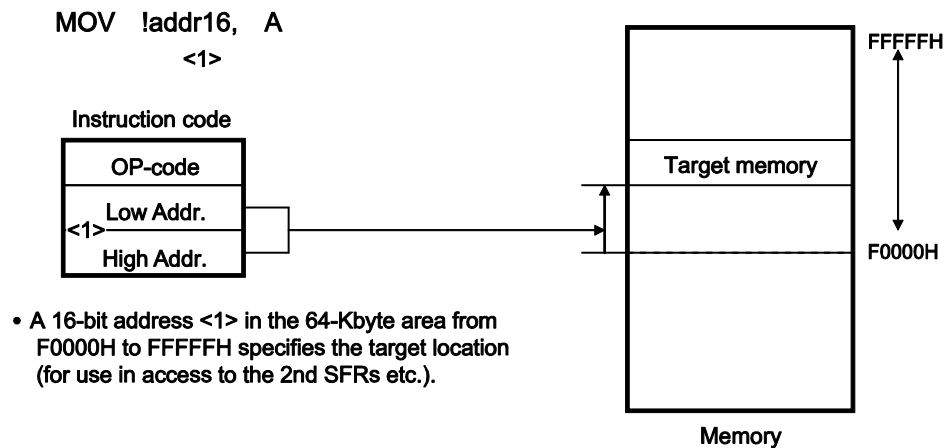 MOV !addr16, A
<1>
Instruction code
OP-code
Low Addr.
<1>
High Addr.
FFFFFH
Target memory
F0000H
Memory
• A 16-bit address <1> in the 64-Kbyte area from
F0000H to FFFFFH specifies the target location
(for use in access to the 2nd SFRs etc.).